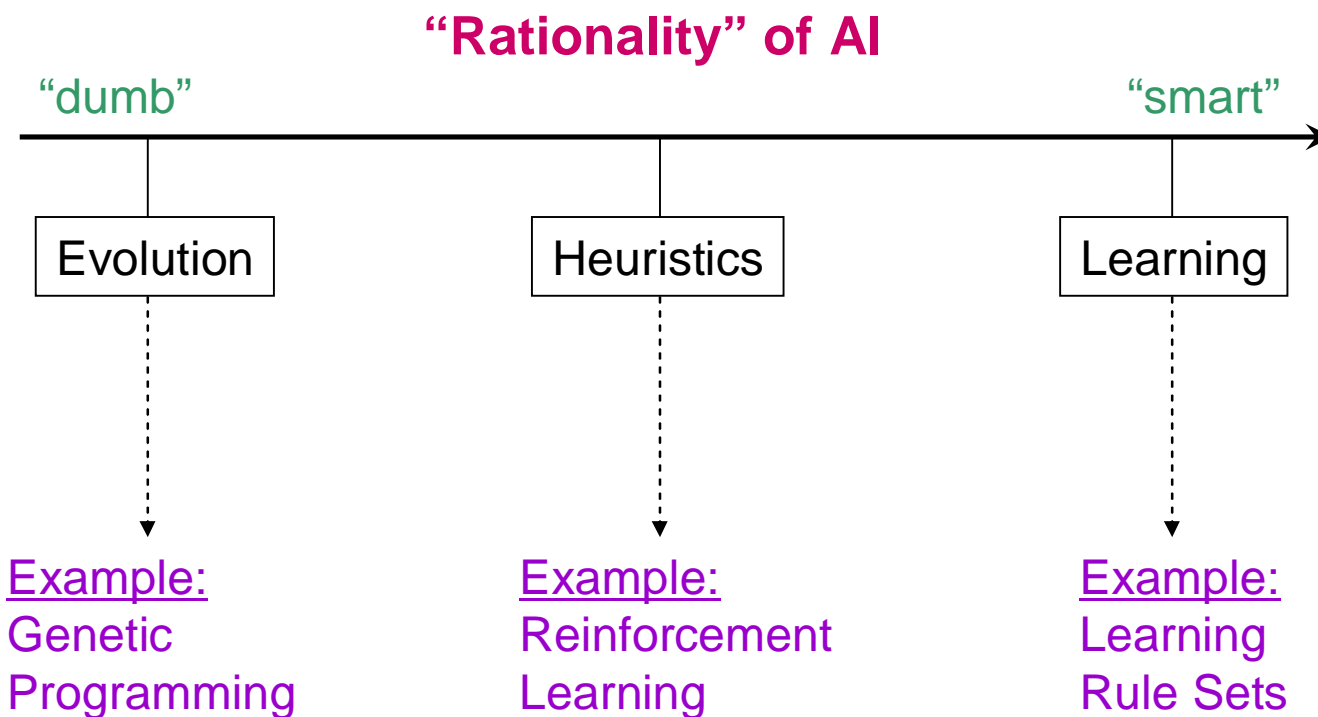 “Rationality” of AI
“dumb” “smart”
Evolution Heuristics Learning
Example: Example: Example:
Genetic Reinforcement Learning
Programming Learning Rule Sets